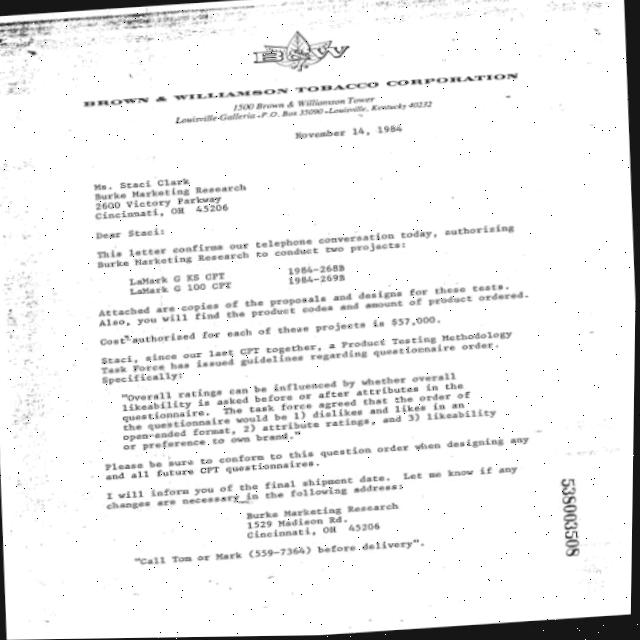 B&W
BROWN & WILLIAMSON TOBACCO CORPORATION
1500 Brown & Williamson Tower
Louisville-Galleria • P.O. Box 35090 • Louisville, Kentucky 40232
November 14, 1984
Ms. Staci Clark
Burke Marketing Research
2600 Victory Parkway
Cincinnati, OH 45206
Dear Staci:
This letter confirms our telephone conversation today, authorizing
Burke Marketing Research to conduct two projects:
LaMark G KS CPT 1984-268B
LaMark G 100 CPT 1984-269B
Attached are copies of the proposals and designs for these tests.
Also, you will find the product codes and amount of product ordered.
Cost authorized for each of these projects is $57,000.
Staci, since our last CPT together, a Product Testing Methodology
Task Force has issued guidelines regarding questionnaire order.
Specifically:
"Overall ratings can be influenced by whether overall
likeability is asked before or after attributes in the
questionnaire. The task force agreed that the order of
the questionnaire would be 1) dislikes and likes in an
open-ended format, 2) attribute ratings, and 3) likeability
or preference to own brand."
Please be sure to conform to this question order when designing any
and all future CPT questionnaires.
I will inform you of the final shipment date. Let me know if any
changes are necessary in the following address:
Burke Marketing Research
1529 Madison Rd.
Cincinnati, OH 45206
"Call Tom or Mark (559-7364) before delivery".
538003508